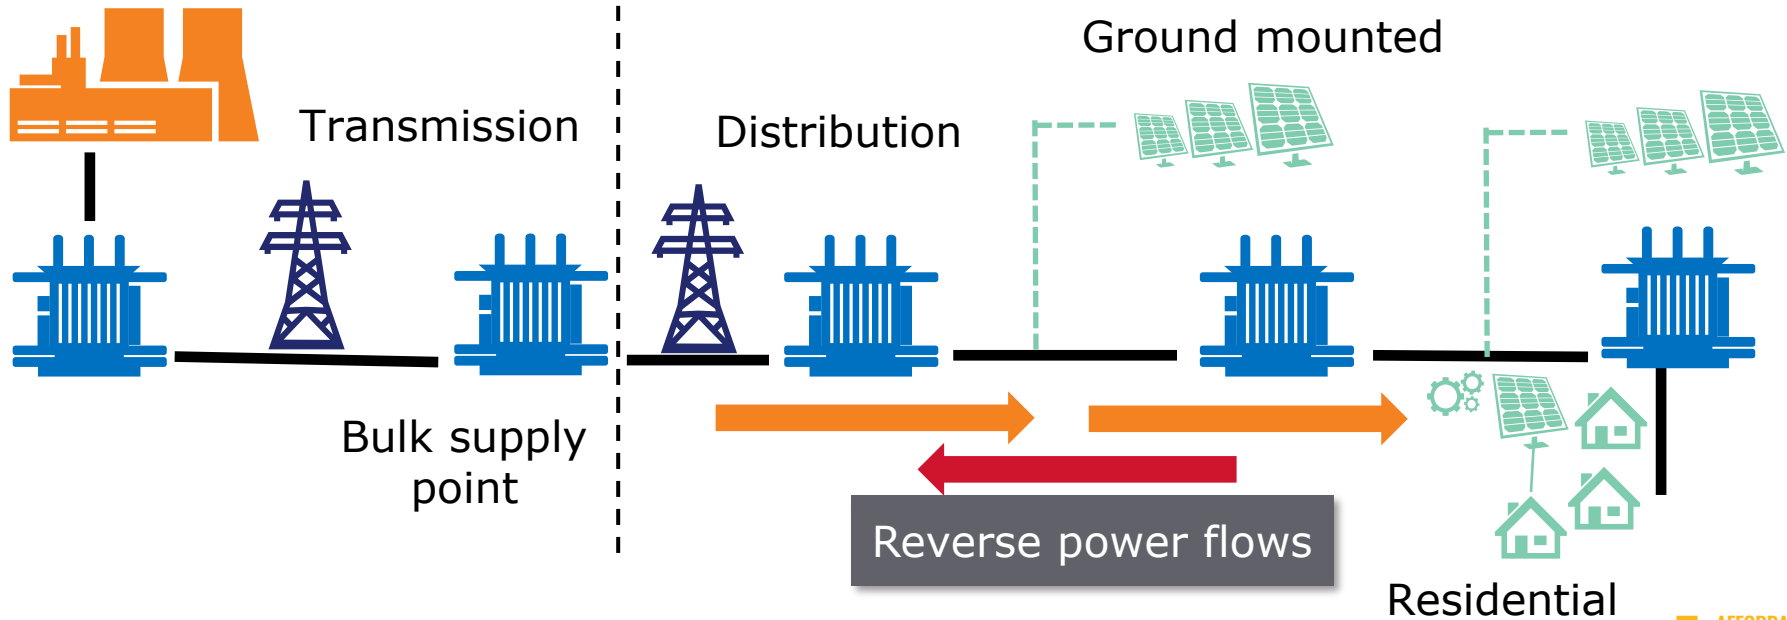 Ground mounted
Transmission
Distribution
Bulk supply
point
Reverse power flows
Residential